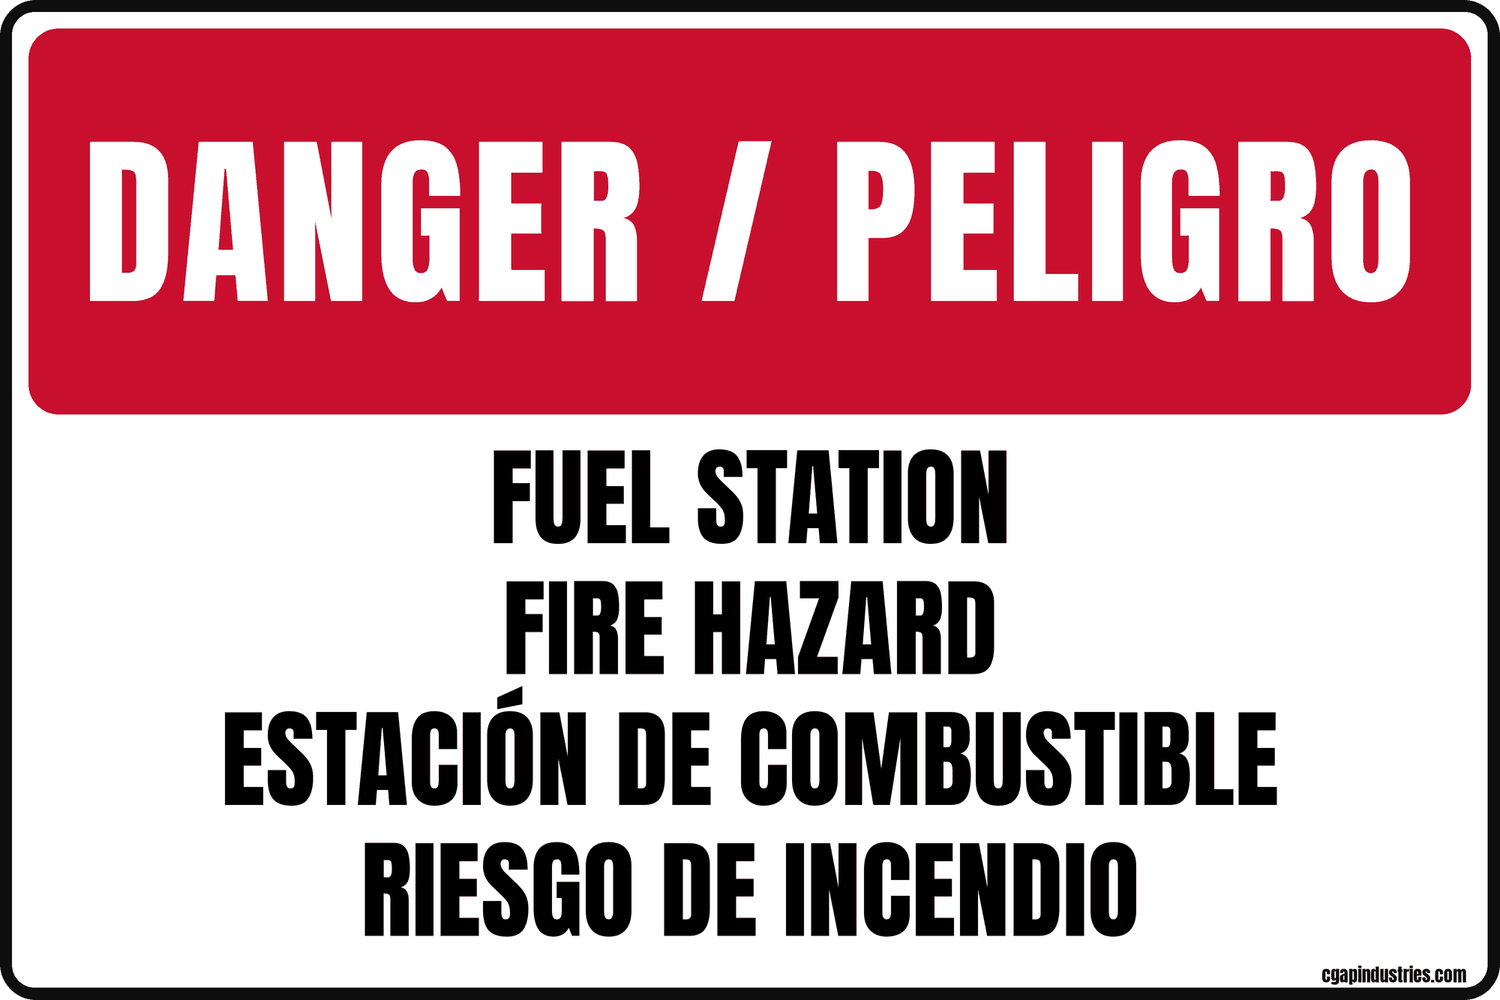 DANGER / PELIGRO
FUEL STATION
FIRE HAZARD
ESTACIÓN DE COMBUSTIBLE
RIESGO DE INCENDIO
cgapindustries.com